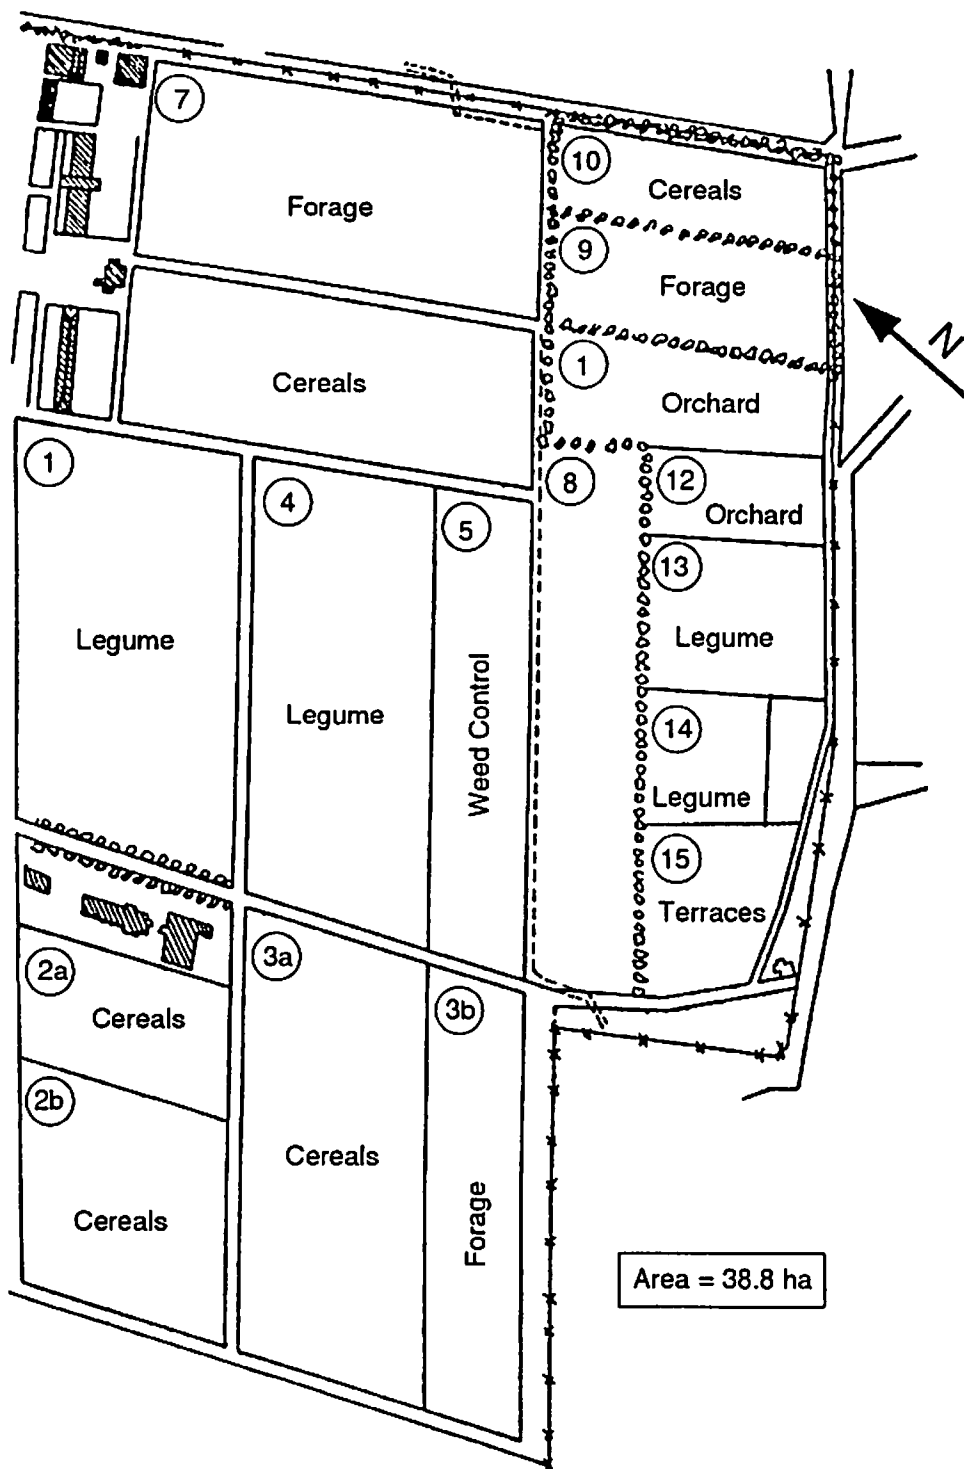 7
Forage
10
Cereals
9
Forage
N
1
Orchard
Cereals
1
Legume
4
Legume
5
Weed Control
8
12
Orchard
13
Legume
14
Legume
15
Terraces
2a
Cereals
2b
Cereals
3a
Cereals
3b
Forage
Area = 38.8 ha